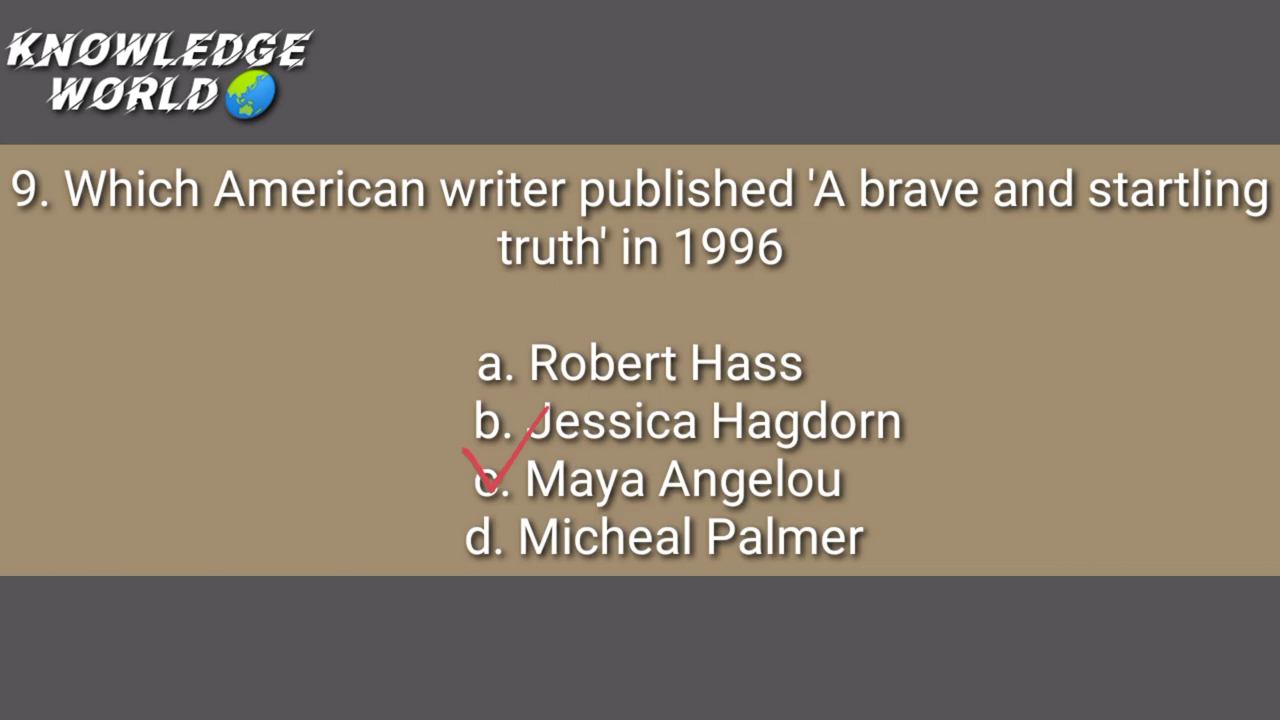 KNOWLEDGE
WORLD
9. Which American writer published 'A brave and startling
truth' in 1996
a. Robert Hass
b. Jessica Hagdorn
c. Maya Angelou
d. Micheal Palmer